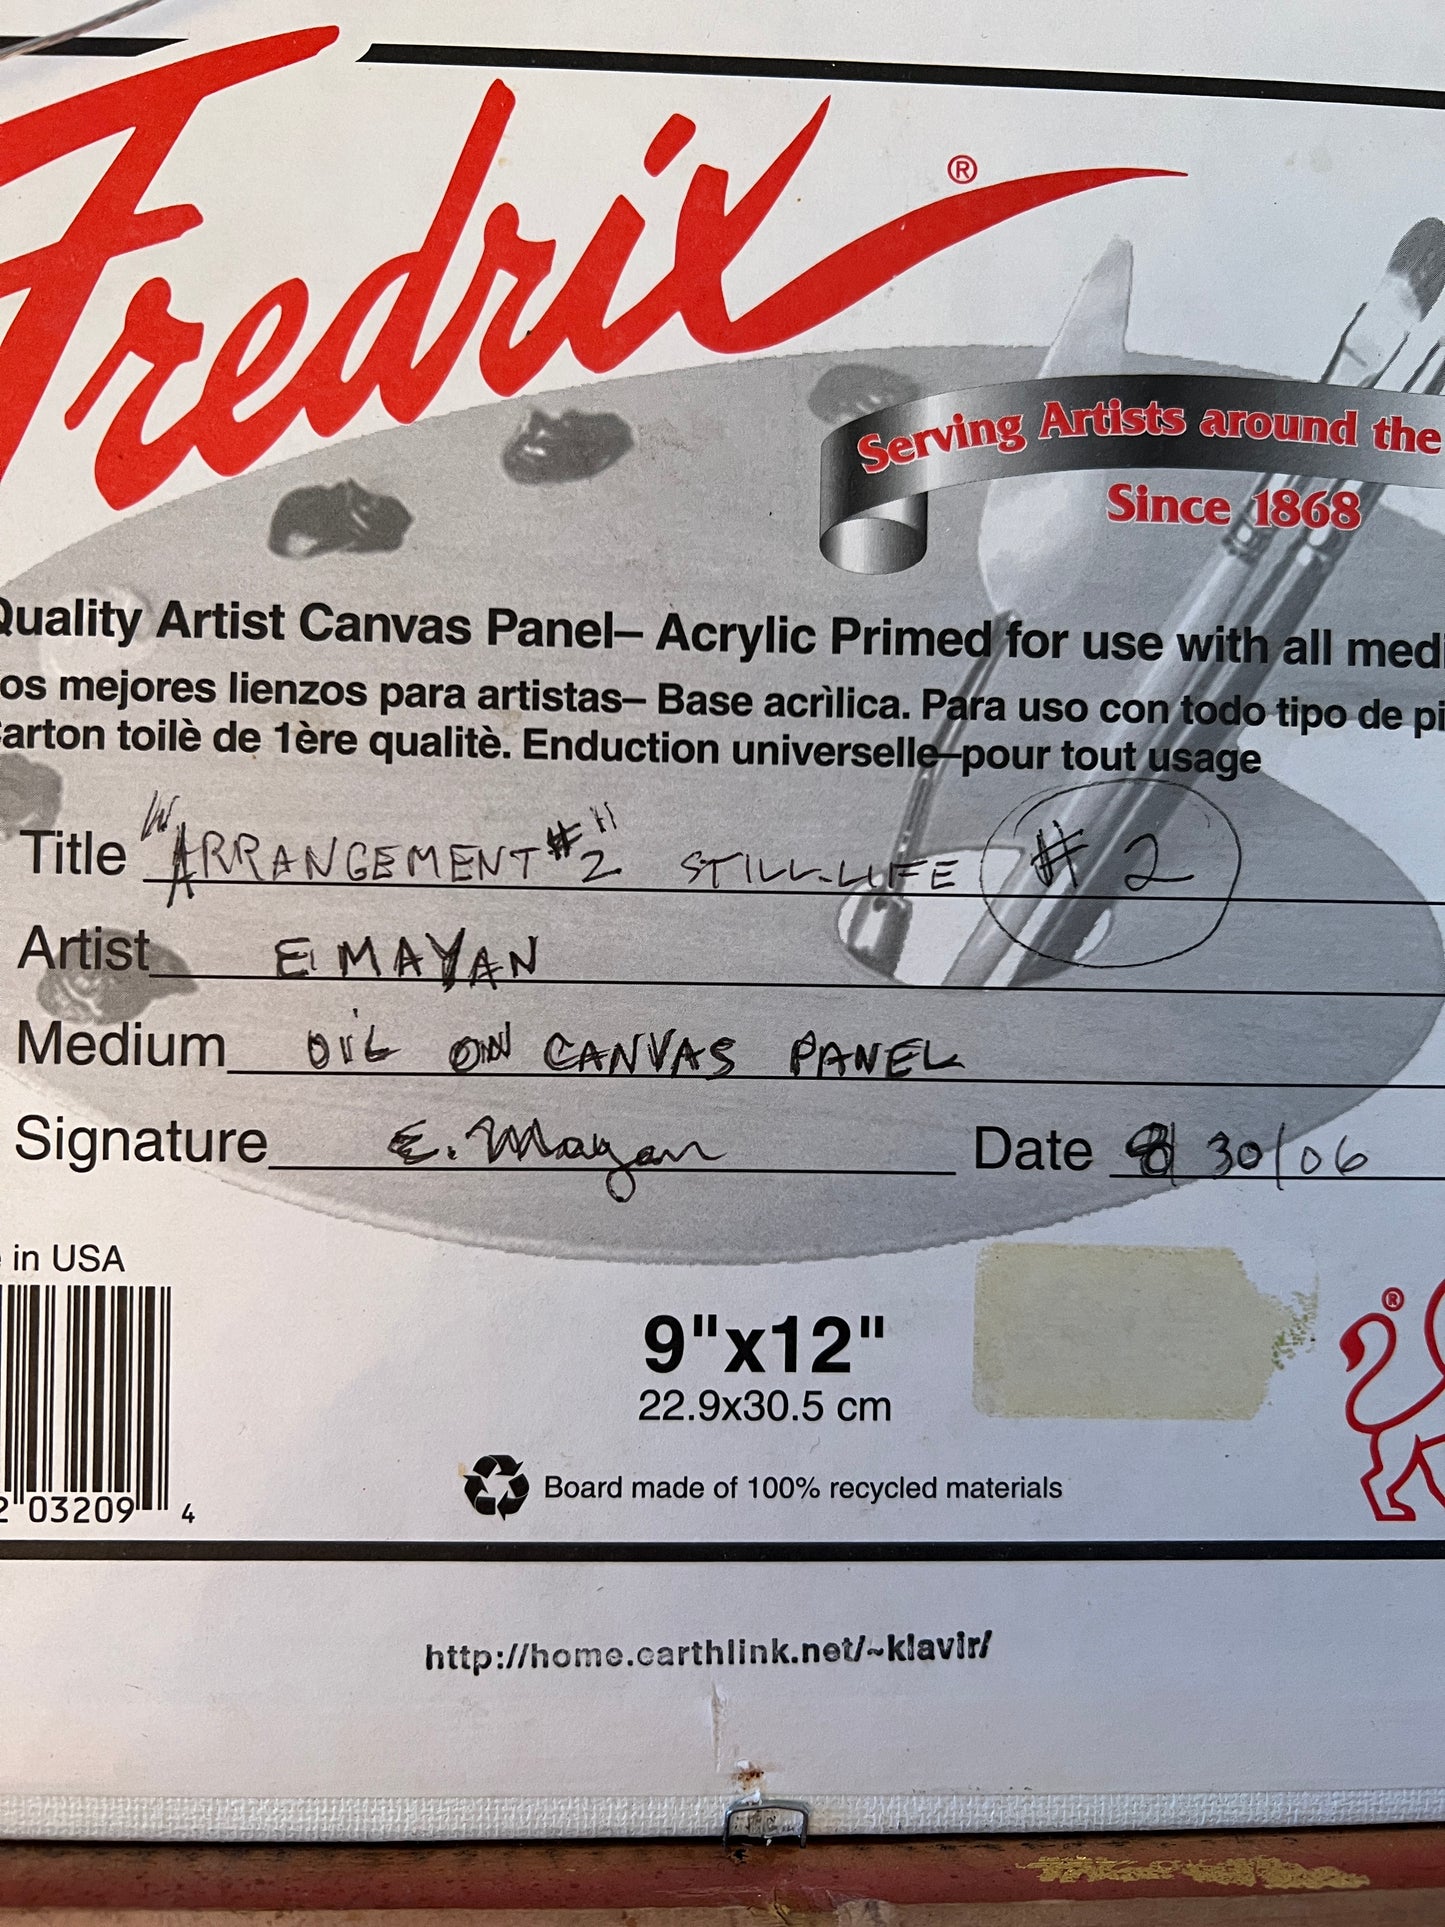 Fredrix®
Serving Artists around the
Since 1868
Quality Artist Canvas Panel– Acrylic Primed for use with all medi
os mejores lienzos para artistas– Base acrìlica. Para uso con todo tipo de pi
arton toilè de 1ère qualitè. Enduction universelle–pour tout usage
Title "ARRANGEMENT #2" STILL-LIFE #2
Artist E MAYAN
Medium OIL ON CANVAS PANEL
Signature E. Mayan Date 8/30/06
in USA
9"x12"
22.9x30.5 cm
®
2 03209 4
Board made of 100% recycled materials
http://home.earthlink.net/~klavir/